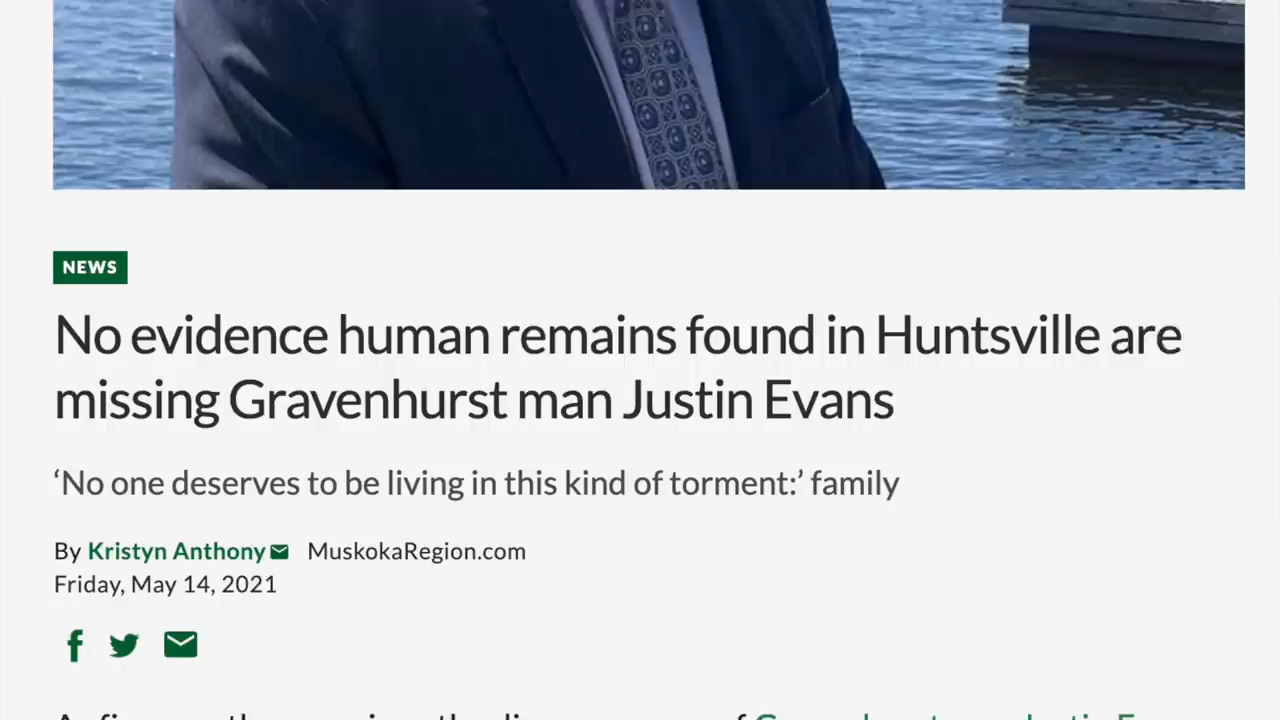 NEWS
No evidence human remains found in Huntsville are
missing Gravenhurst man Justin Evans
‘No one deserves to be living in this kind of torment:’ family
By Kristyn Anthony MuskokaRegion.com
Friday, May 14, 2021